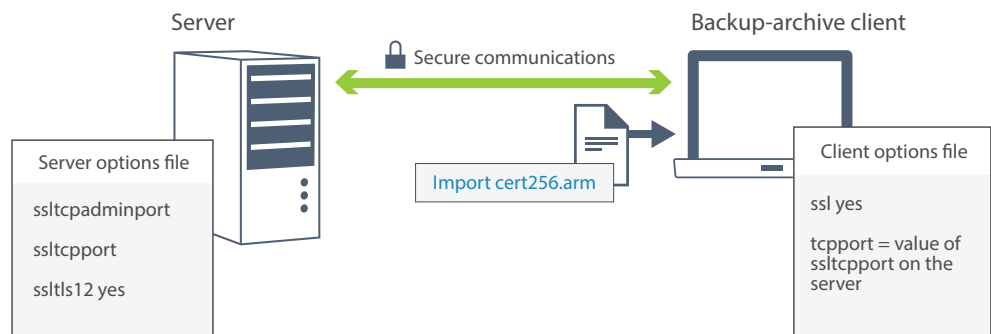 Server
Backup-archive client
Secure communications
Server options file
ssltcpadminport
ssltcpport
ssltls12 yes
Import cert256.arm
Client options file
ssl yes
tcpport = value of
ssltcpport on the
server